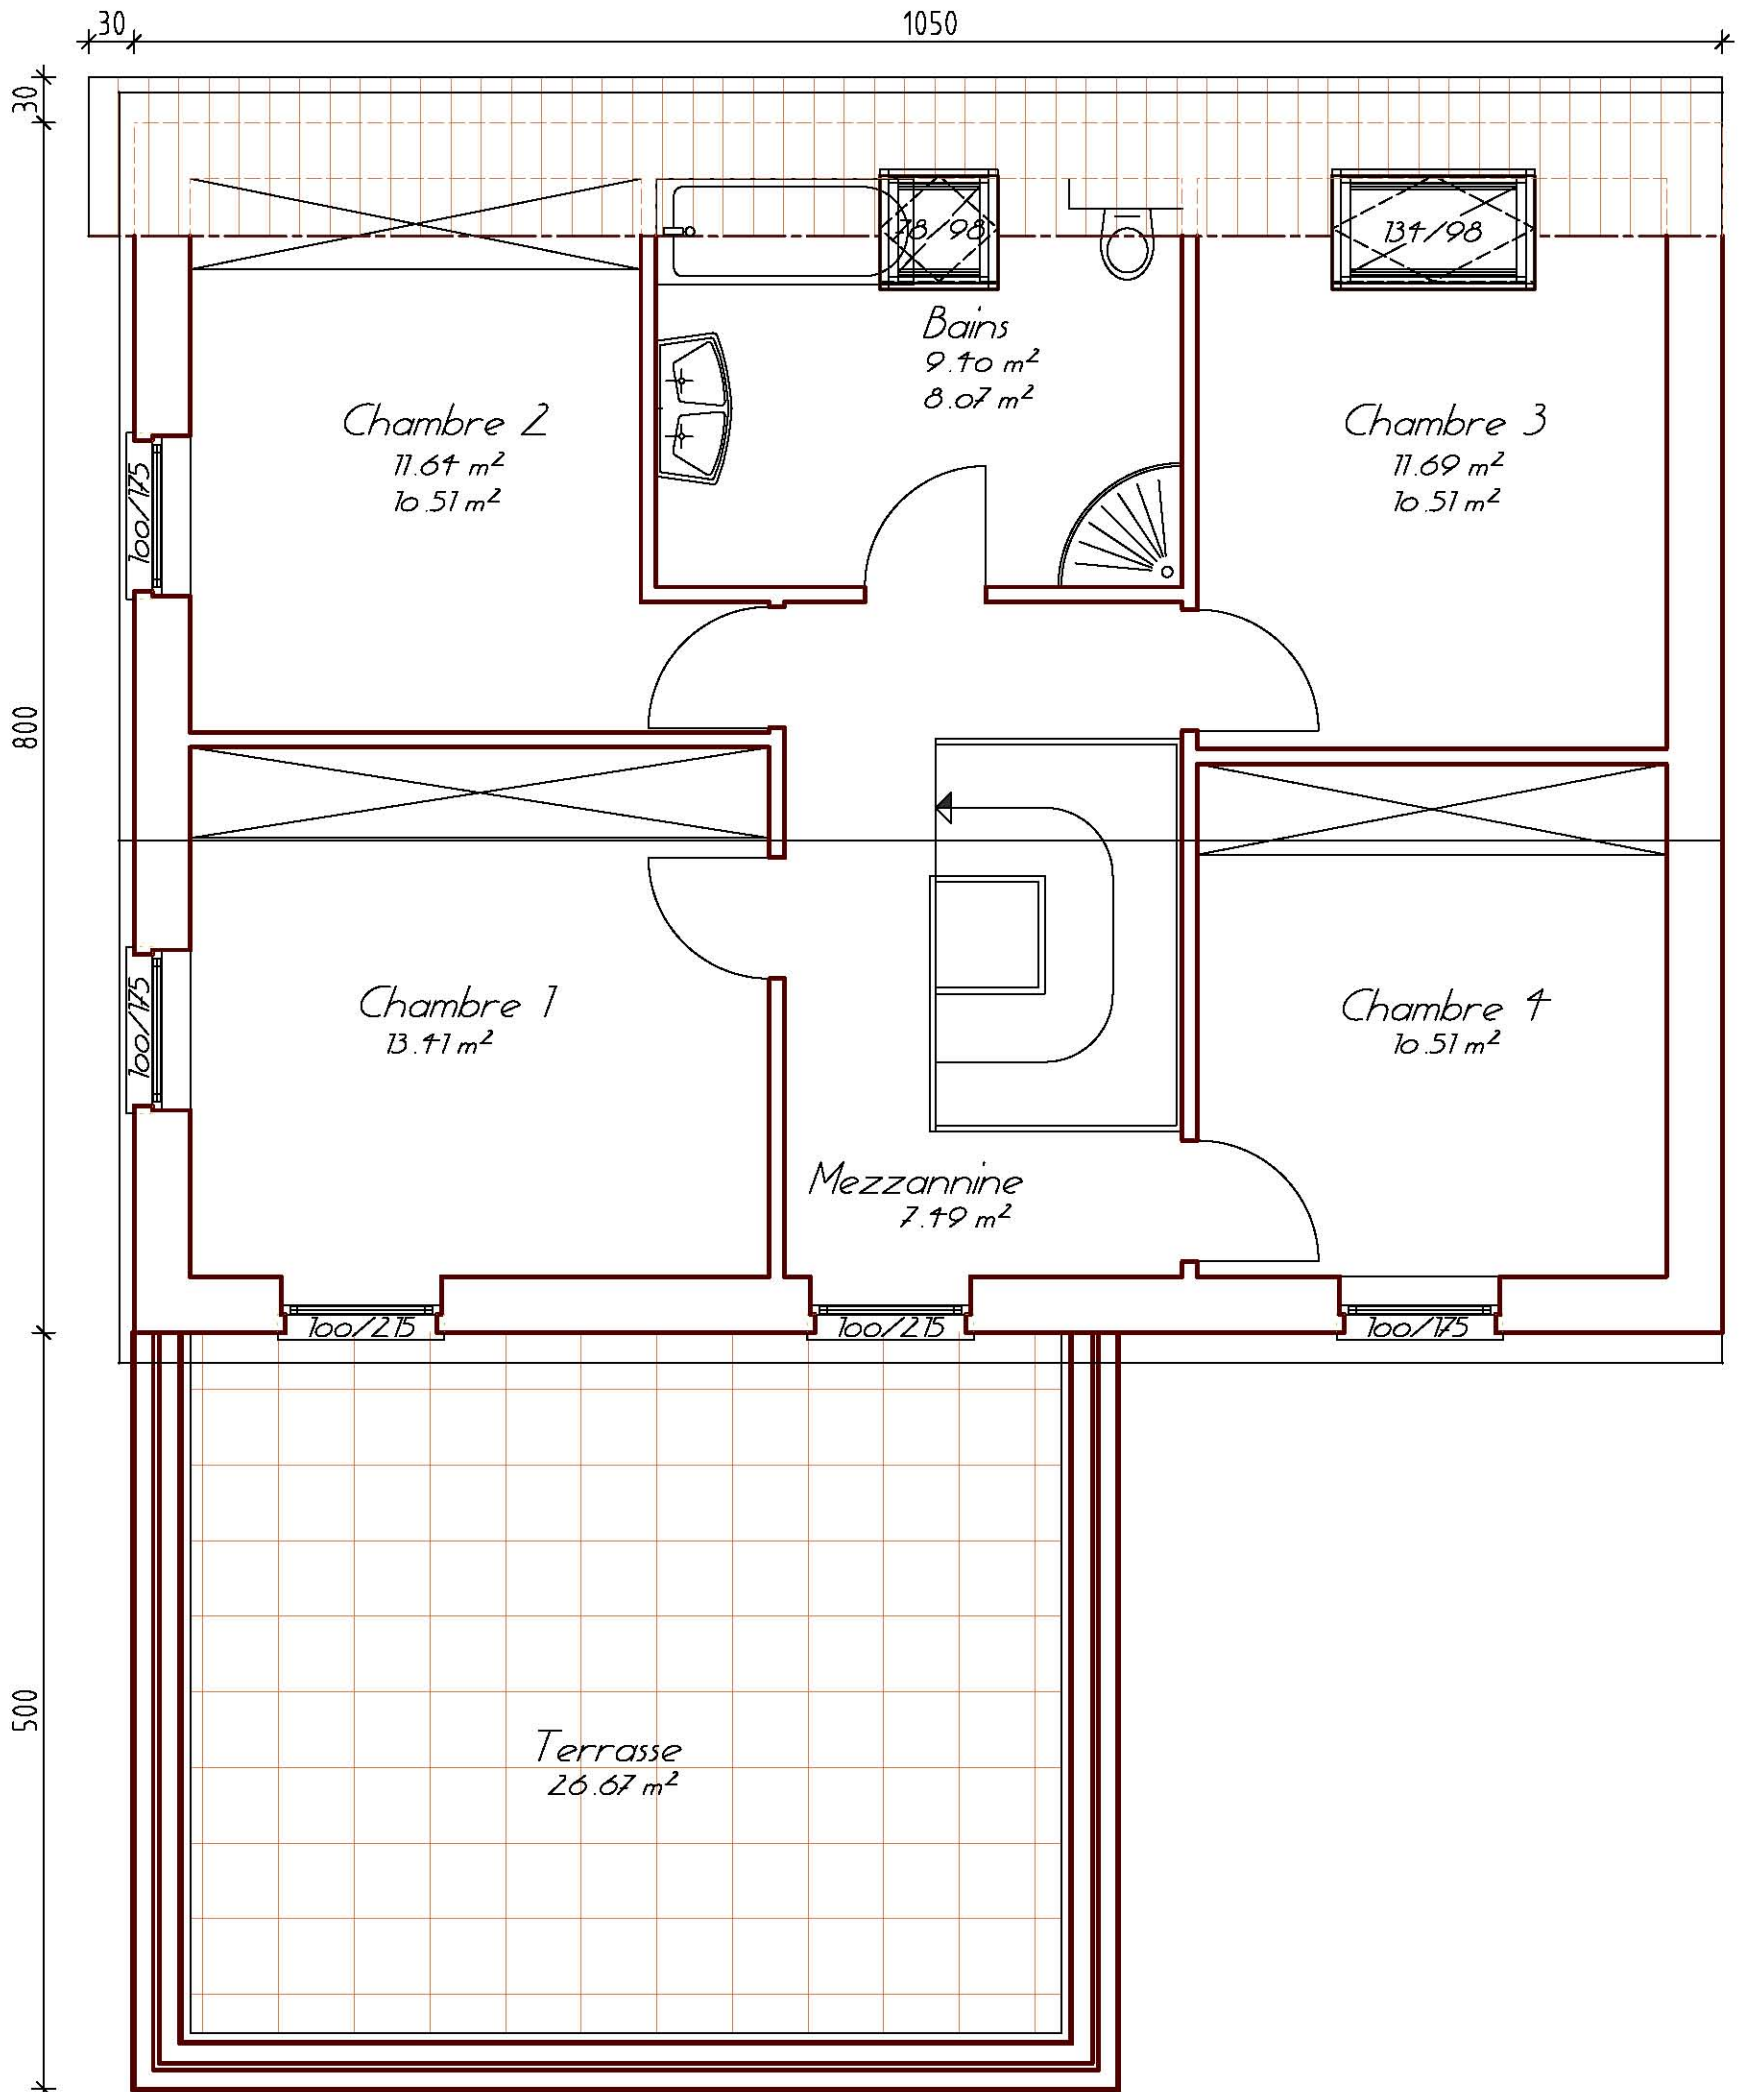 30
1050
30
78/98
134/98
Bains
9.40 m²
8.07 m²
Chambre 2
11.64 m²
10.51 m²
Chambre 3
11.69 m²
10.51 m²
100/175
800
Chambre 1
13.41 m²
100/175
Chambre 4
10.51 m²
Mezzannine
7.49 m²
100/215
100/215
100/175
500
Terrasse
26.67 m²